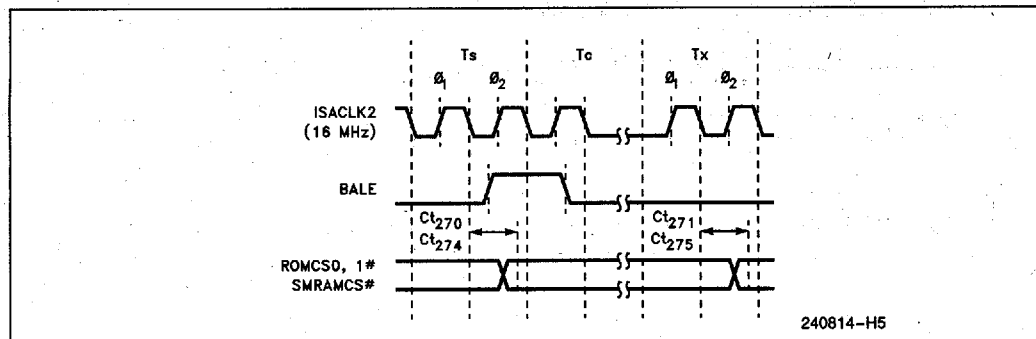 Ts Tc Tx
Ø1 Ø2 Ø1 Ø2
ISACLK2
(16 MHz)
BALE
Ct270 Ct271
Ct274 Ct275
ROMCS0, 1#
SMRAMCS#
240814-H5